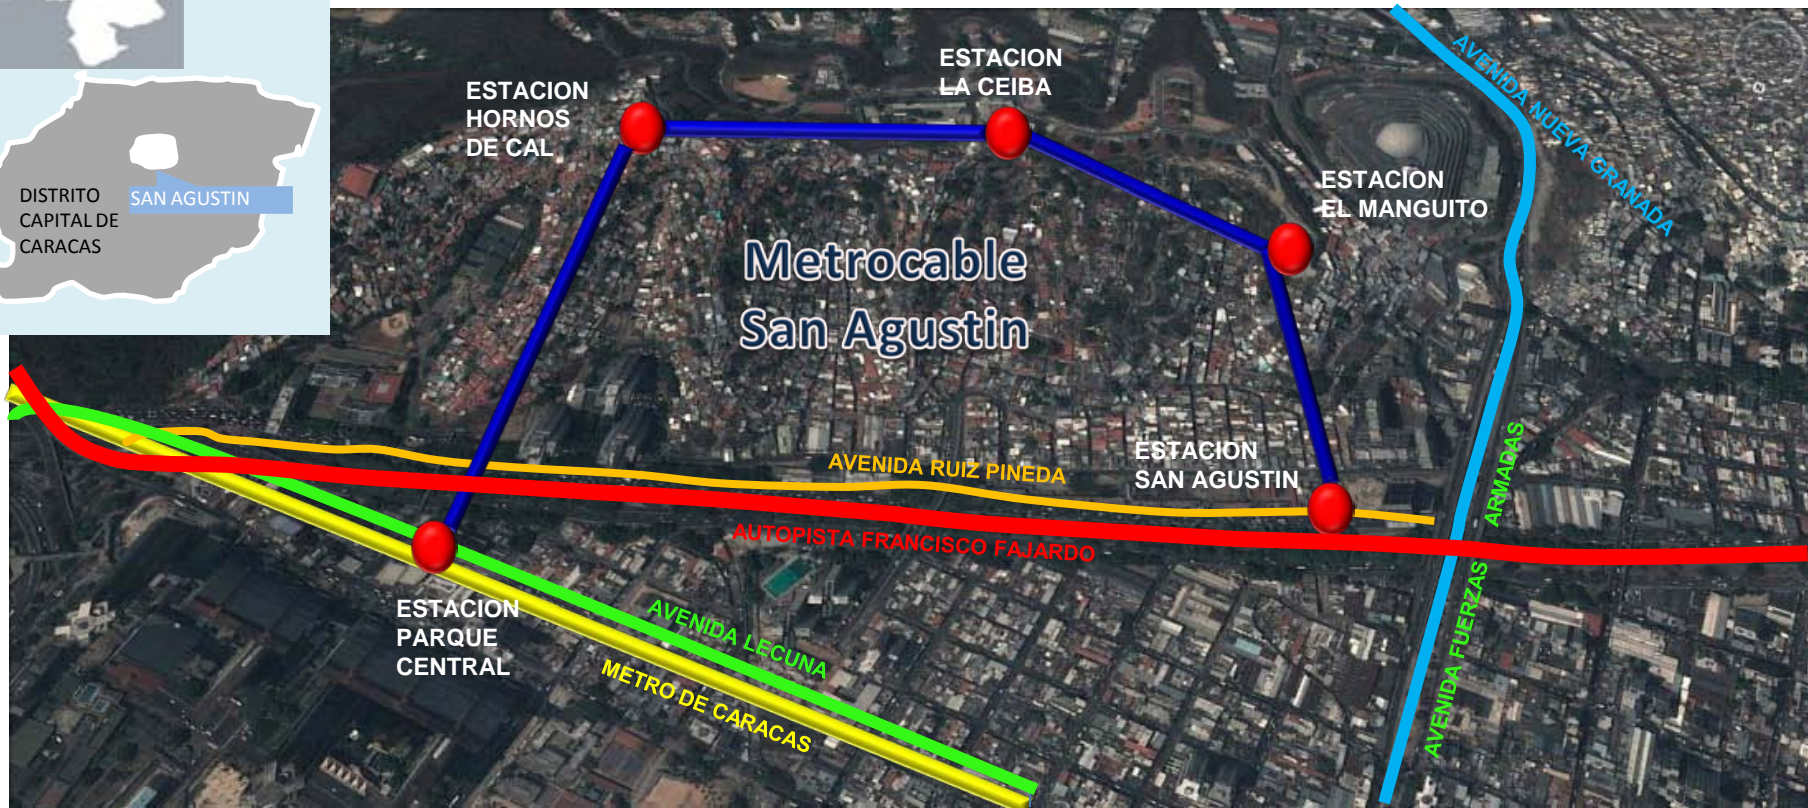 DISTRITO
CAPITAL DE
CARACAS
SAN AGUSTIN
ESTACION
HORNOS
DE CAL
ESTACION
LA CEIBA
AVENIDA NUEVA GRANADA
ESTACION
EL MANGUITO
Metrocable
San Agustin
ESTACION
SAN AGUSTIN
AVENIDA RUIZ PINEDA
AUTOPISTA FRANCISCO FAJARDO
AVENIDA FUERZAS ARMADAS
ESTACION
PARQUE
CENTRAL
AVENIDA LECUNA
METRO DE CARACAS